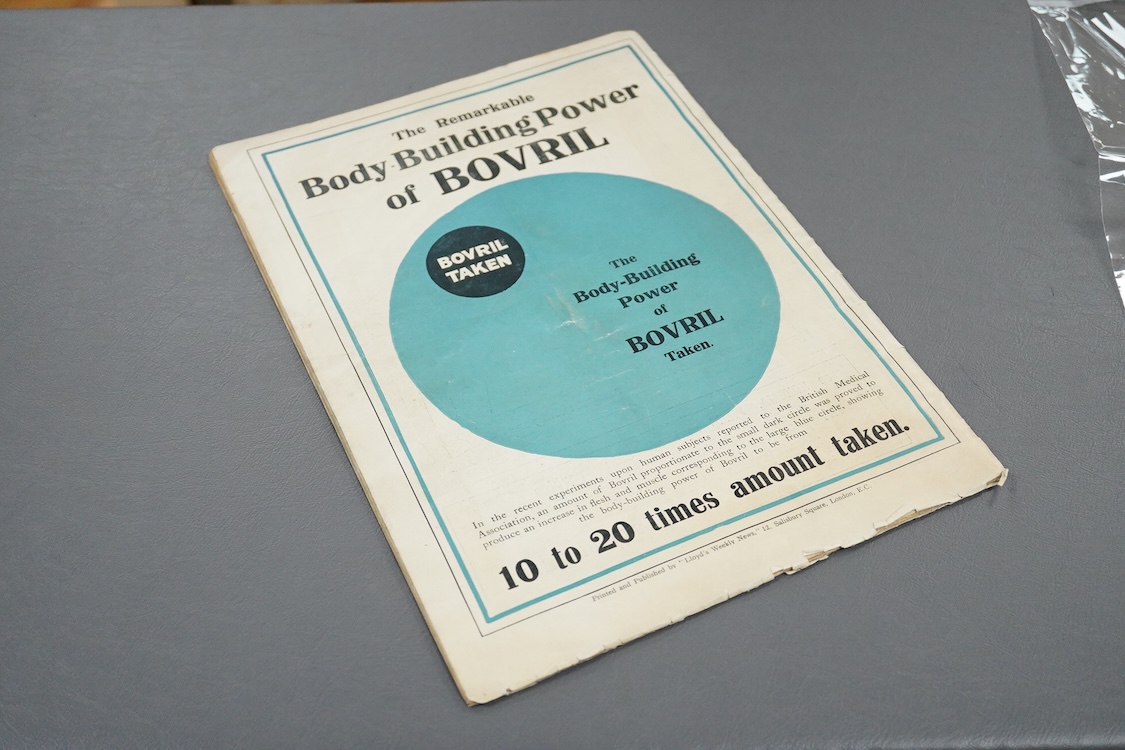 The Remarkable
Body-Building Power
of BOVRIL
BOVRIL
TAKEN
The
Body-Building
Power
of
BOVRIL
Taken.
In the recent experiments upon human subjects reported to the British Medical
Association, an amount of Bovril proportionate to the small dark circle was proved to
produce an increase in flesh and muscle corresponding to the large blue circle, showing
the body-building power of Bovril to be from
10 to 20 times amount taken.
Printed and Published by "Lloyd's Weekly News," 12, Salisbury Square, London, E.C.